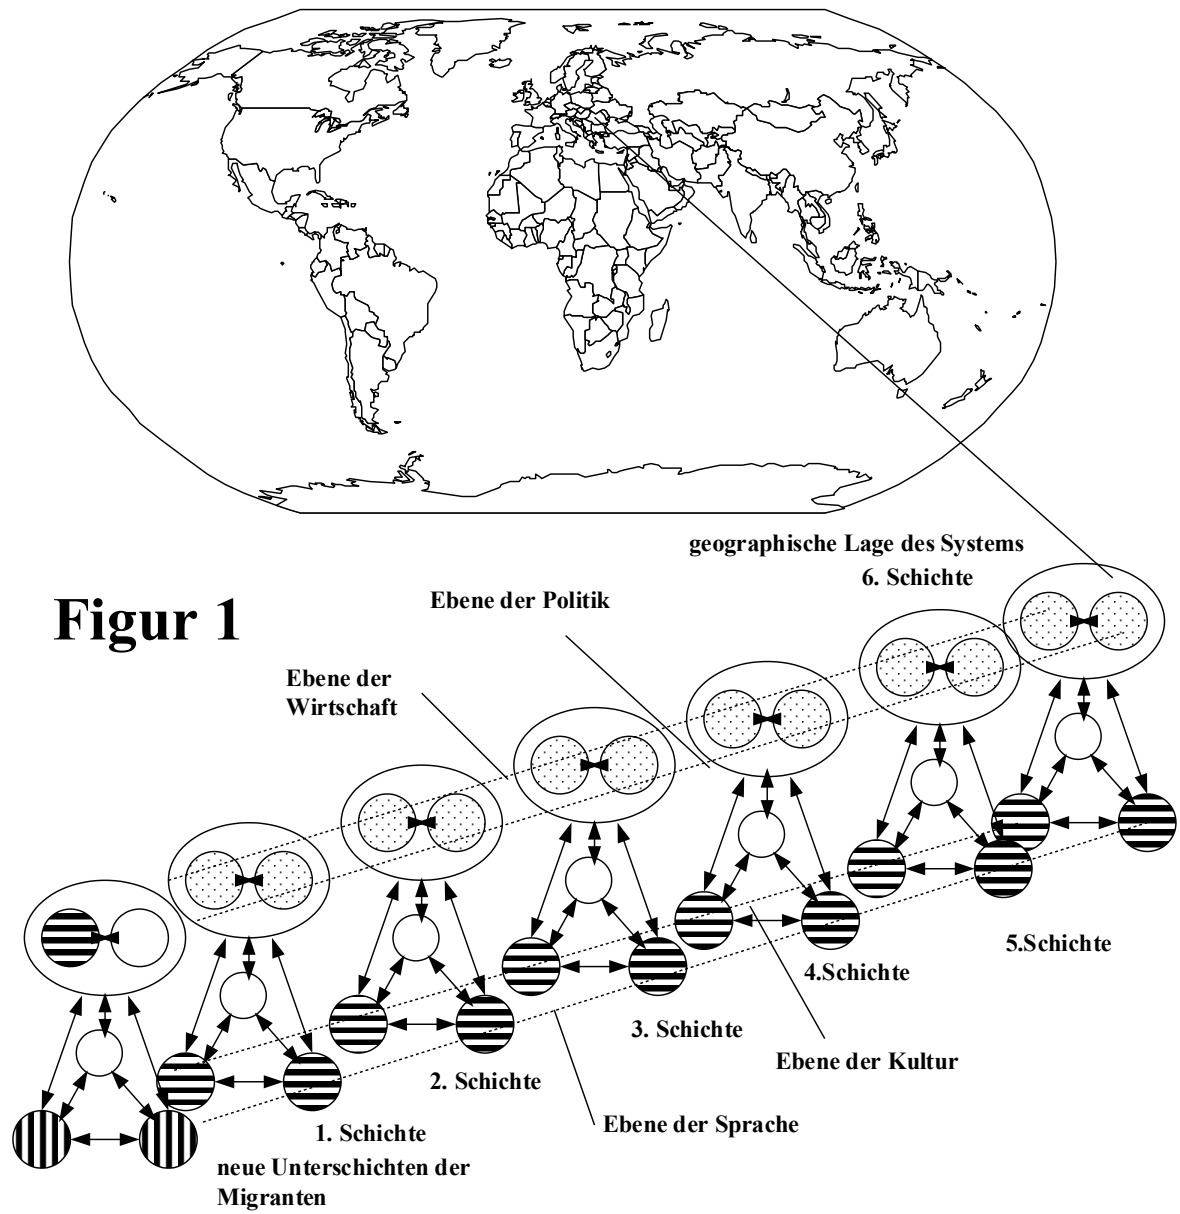 geographische Lage des Systems
6. Schichte
Ebene der Politik
Figur 1
Ebene der
Wirtschaft
5.Schichte
4.Schichte
3. Schichte
Ebene der Kultur
2. Schichte
Ebene der Sprache
1. Schichte
neue Unterschichten der
Migranten